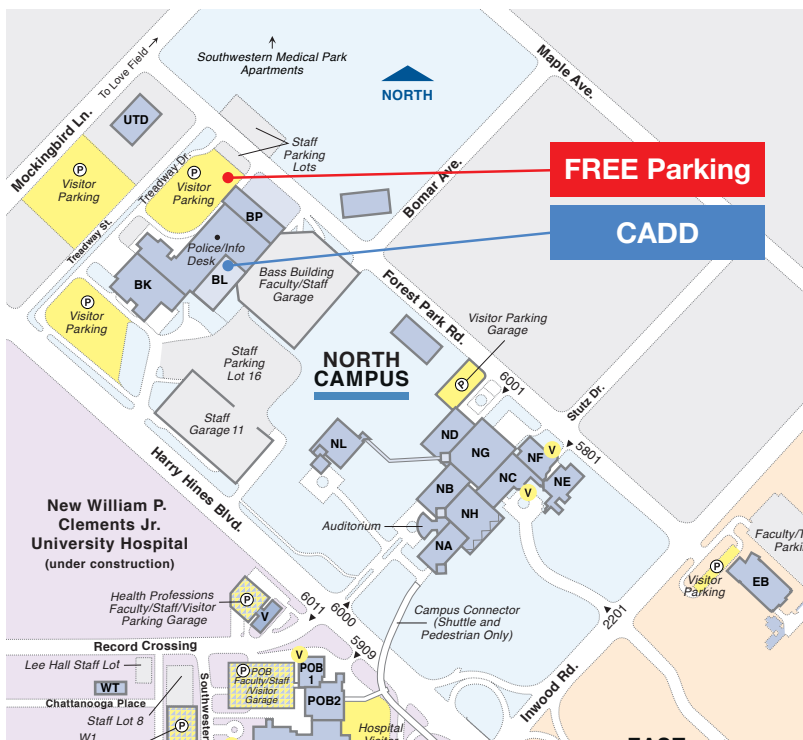 To Love Field
Southwestern Medical Park
Apartments
NORTH
Maple Ave.
Mockingbird Ln.
UTD
P
Visitor
Parking
Treadway Dr.
P
Visitor
Parking
Staff
Parking
Lots
FREE Parking
Bomar Ave.
CADD
Treadway St.
BP
Police/Info
Desk
BL
BK
Bass Building
Faculty/Staff
Garage
Forest Park Rd.
P
Visitor
Parking
Visitor Parking
Garage
P
6001
Staff
Parking
Lot 16
NORTH
CAMPUS
Stutz Dr.
Staff
Garage 11
Harry Hines Blvd.
NL
ND
NG
NF
V
5801
NC
NE
V
NB
NH
NA
Auditorium
New William P.
Clements Jr.
University Hospital
(under construction)
Faculty/T
Parki
P
Visitor
Parking
EB
Health Professions
Faculty/Staff/Visitor
Parking Garage
P
V
6011
6000
5909
Campus Connector
(Shuttle and
Pedestrian Only)
2201
Inwood Rd.
Record Crossing
Lee Hall Staff Lot
WT
Chattanooga Place
Staff Lot 8
W1
P
Southwester
P
POB
Faculty/Staff
/Visitor
Garage
V
POB
1
POB2
Hospital
Visitor
EAST